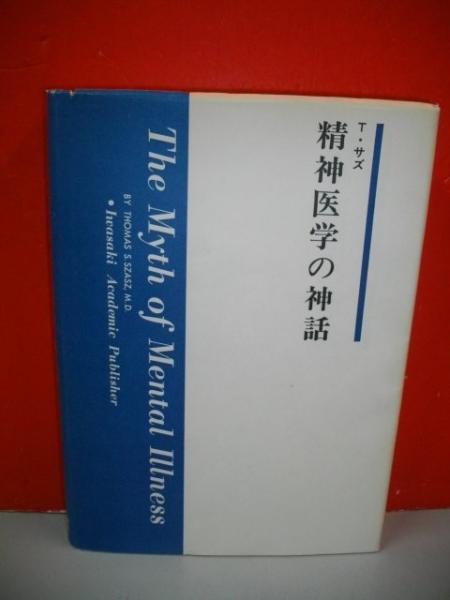 T・サズ
精神医学の神話
The Myth of Mental Illness
BY THOMAS S. SZASZ, M.D.
• Iwasaki Academic Publisher